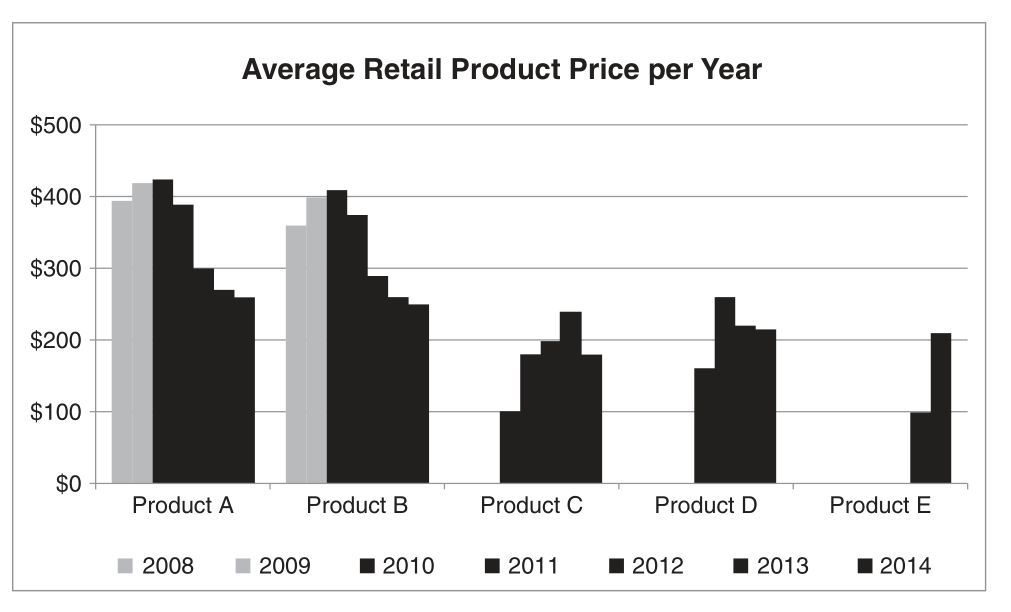 Average Retail Product Price per Year
$500
$400
$300
$200
$100
$0
Product A Product B Product C Product D Product E
2008 2009 2010 2011 2012 2013 2014